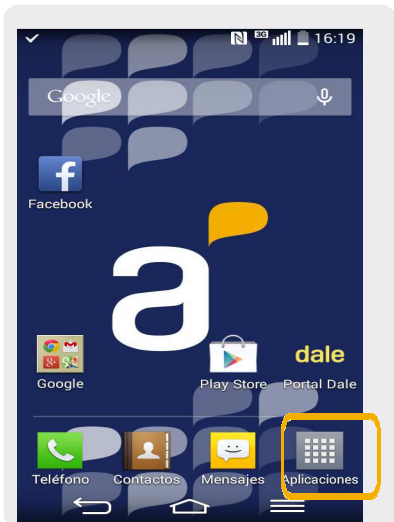 3G 16:19
Google
Facebook
a
dale
Google Play Store Portal Dale
Teléfono Contactos Mensajes Aplicaciones